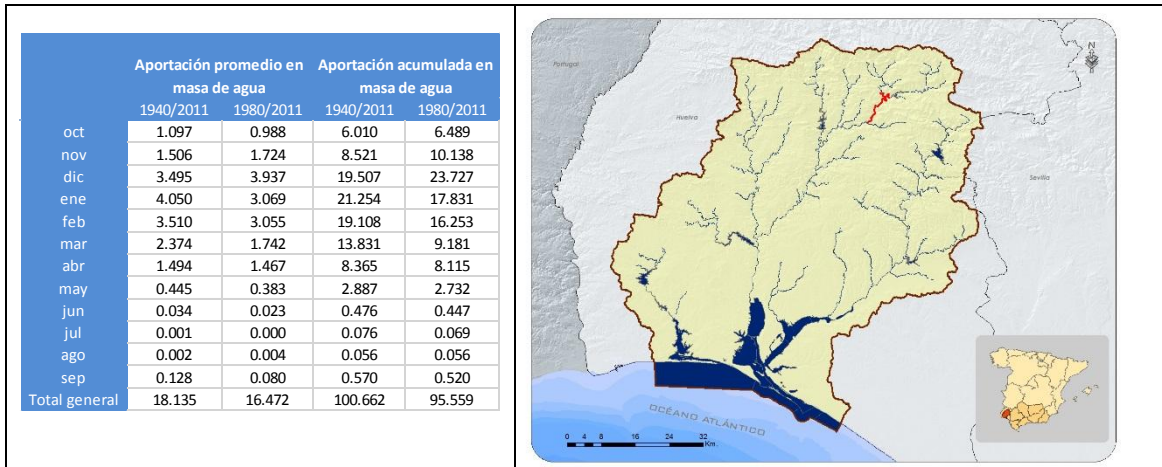 Aportación promedio en masa de agua Aportación acumulada en masa de agua
1940/2011 1980/2011 1940/2011 1980/2011
oct 1.097 0.988 6.010 6.489
nov 1.506 1.724 8.521 10.138
dic 3.495 3.937 19.507 23.727
ene 4.050 3.069 21.254 17.831
feb 3.510 3.055 19.108 16.253
mar 2.374 1.742 13.831 9.181
abr 1.494 1.467 8.365 8.115
may 0.445 0.383 2.887 2.732
jun 0.034 0.023 0.476 0.447
jul 0.001 0.000 0.076 0.069
ago 0.002 0.004 0.056 0.056
sep 0.128 0.080 0.570 0.520
Total general 18.135 16.472 100.662 95.559
N
Portugal
Huelva
Sevilla
OCÉANO ATLÁNTICO
0 4 8 16 24 32
Km.